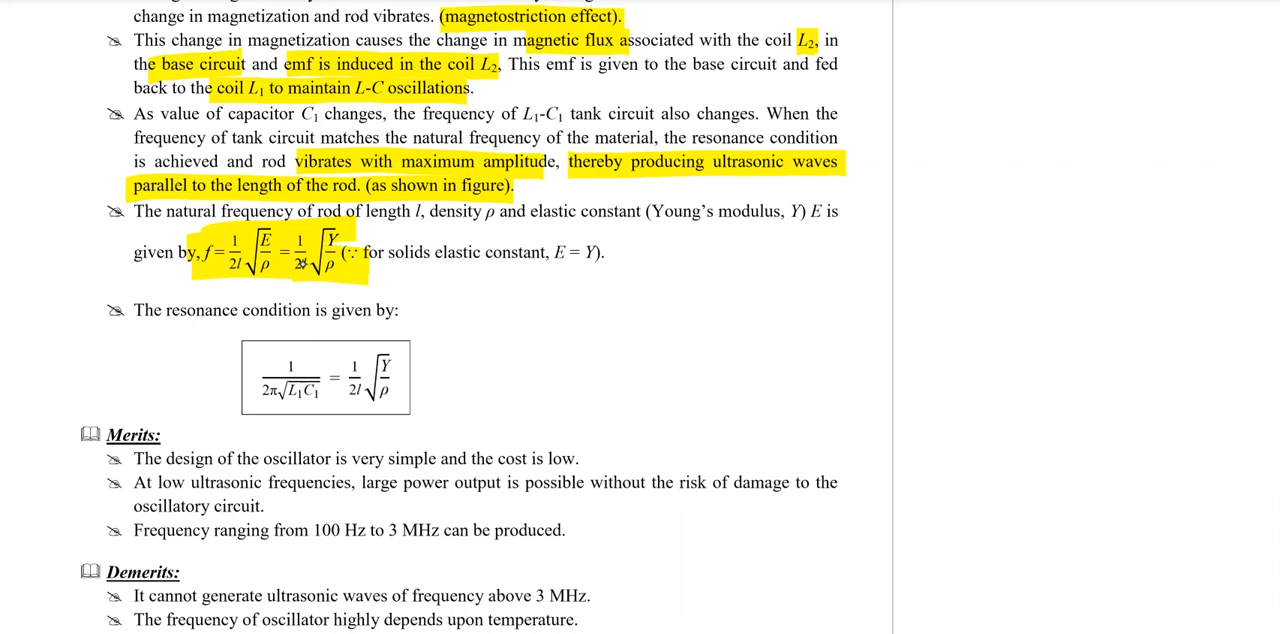 change in magnetization and rod vibrates. (magnetostriction effect).
This change in magnetization causes the change in magnetic flux associated with the coil L₂, in
the base circuit and emf is induced in the coil L₂, This emf is given to the base circuit and fed
back to the coil L₁ to maintain L-C oscillations.
As value of capacitor C₁ changes, the frequency of L₁-C₁ tank circuit also changes. When the
frequency of tank circuit matches the natural frequency of the material, the resonance condition
is achieved and rod vibrates with maximum amplitude, thereby producing ultrasonic waves
parallel to the length of the rod. (as shown in figure).
The natural frequency of rod of length l, density ρ and elastic constant (Young’s modulus, Y) E is
given by, f = 1/2l √(E/ρ) = 1/2l √(Y/ρ) (∵ for solids elastic constant, E = Y).
The resonance condition is given by:
1/(2π√(L₁C₁)) = 1/2l √(Y/ρ)
Merits:
The design of the oscillator is very simple and the cost is low.
At low ultrasonic frequencies, large power output is possible without the risk of damage to the
oscillatory circuit.
Frequency ranging from 100 Hz to 3 MHz can be produced.
Demerits:
It cannot generate ultrasonic waves of frequency above 3 MHz.
The frequency of oscillator highly depends upon temperature.